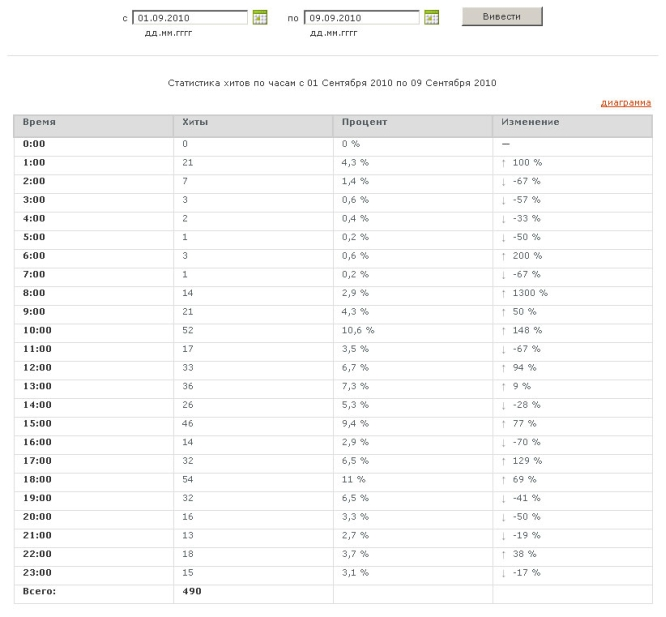 с 01.09.2010 по 09.09.2010 Вивести
дд.мм.гггг дд.мм.гггг
Статистика хитов по часам с 01 Сентября 2010 по 09 Сентября 2010
диаграмма
Время Хиты Процент Изменение
0:00 0 0 % —
1:00 21 4,3 % ↑ 100 %
2:00 7 1,4 % ↓ -67 %
3:00 3 0,6 % ↓ -57 %
4:00 2 0,4 % ↓ -33 %
5:00 1 0,2 % ↓ -50 %
6:00 3 0,6 % ↑ 200 %
7:00 1 0,2 % ↓ -67 %
8:00 14 2,9 % ↑ 1300 %
9:00 21 4,3 % ↑ 50 %
10:00 52 10,6 % ↑ 148 %
11:00 17 3,5 % ↓ -67 %
12:00 33 6,7 % ↑ 94 %
13:00 36 7,3 % ↑ 9 %
14:00 26 5,3 % ↓ -28 %
15:00 46 9,4 % ↑ 77 %
16:00 14 2,9 % ↓ -70 %
17:00 32 6,5 % ↑ 129 %
18:00 54 11 % ↑ 69 %
19:00 32 6,5 % ↓ -41 %
20:00 16 3,3 % ↓ -50 %
21:00 13 2,7 % ↓ -19 %
22:00 18 3,7 % ↑ 38 %
23:00 15 3,1 % ↓ -17 %
Всего: 490